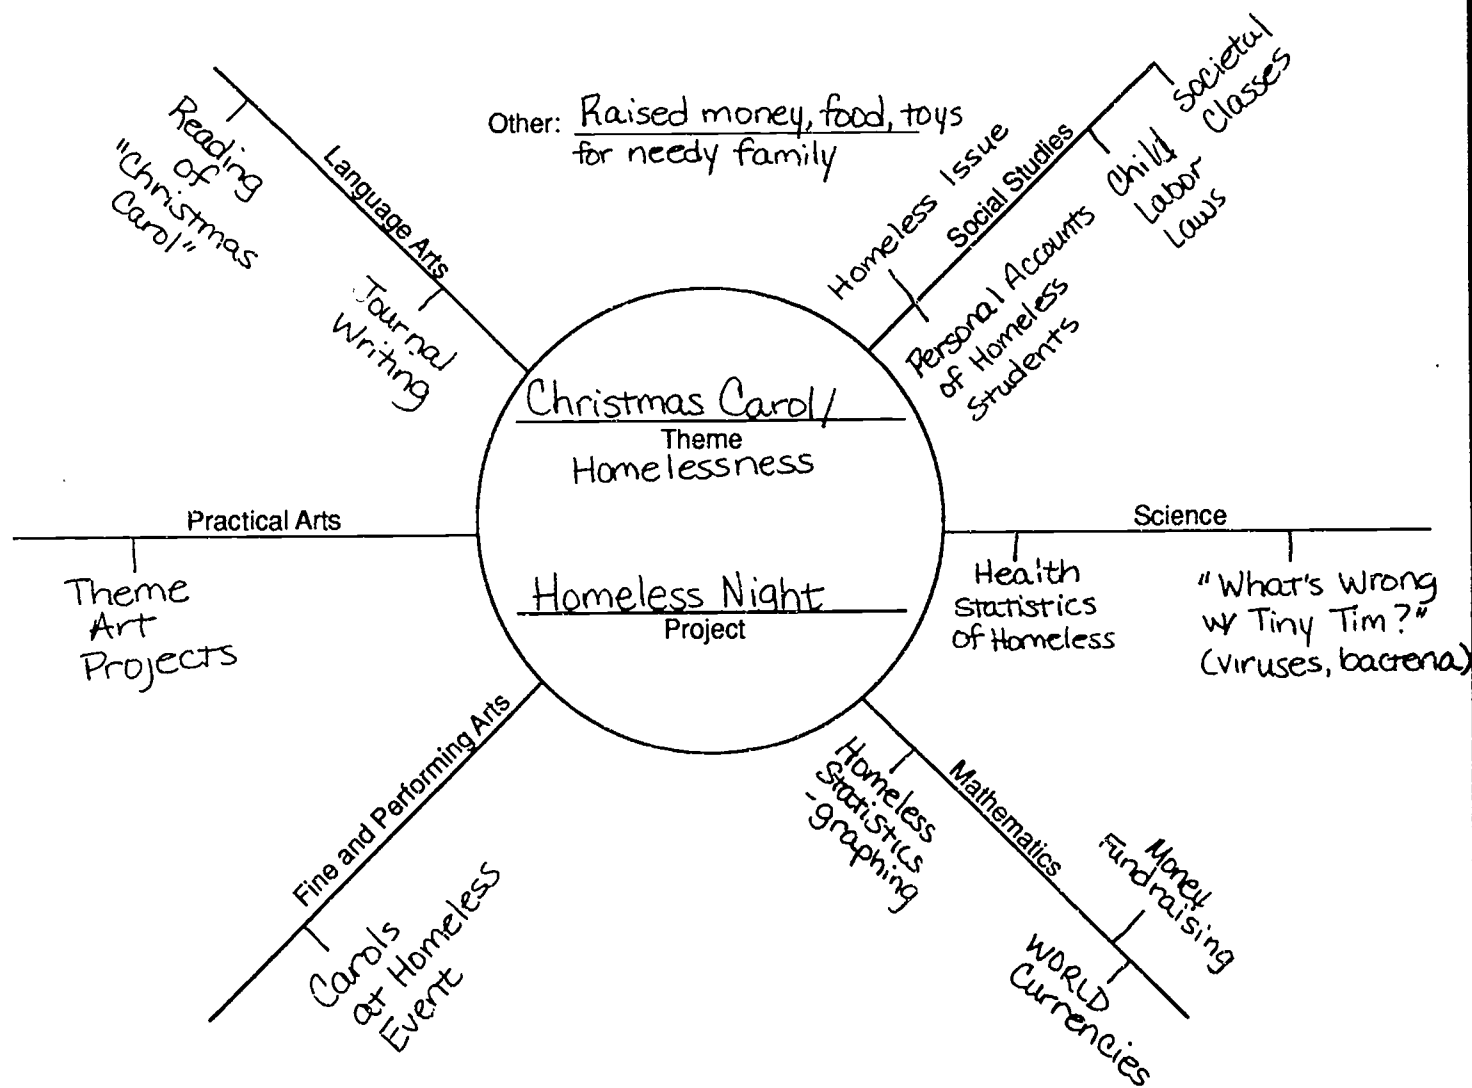 Other: Raised money, food, toys
for needy family
Language Arts
Reading
of
"Christmas
Carol"
Journal
Writing
Social Studies
Homeless Issue
Personal Accounts
of Homeless
Students
Child
Labor
Laws
Societal
Classes
Christmas Carol/
Theme
Homelessness
Homeless Night
Project
Practical Arts
Theme
Art
Projects
Science
Health
Statistics
of Homeless
"What's wrong
w/ Tiny Tim?"
(viruses, bacteria)
Fine and Performing Arts
Carols
at Homeless
Event
Mathematics
Homeless
Statistics
-graphing
Money
Fundraising
WORLD
Currencies